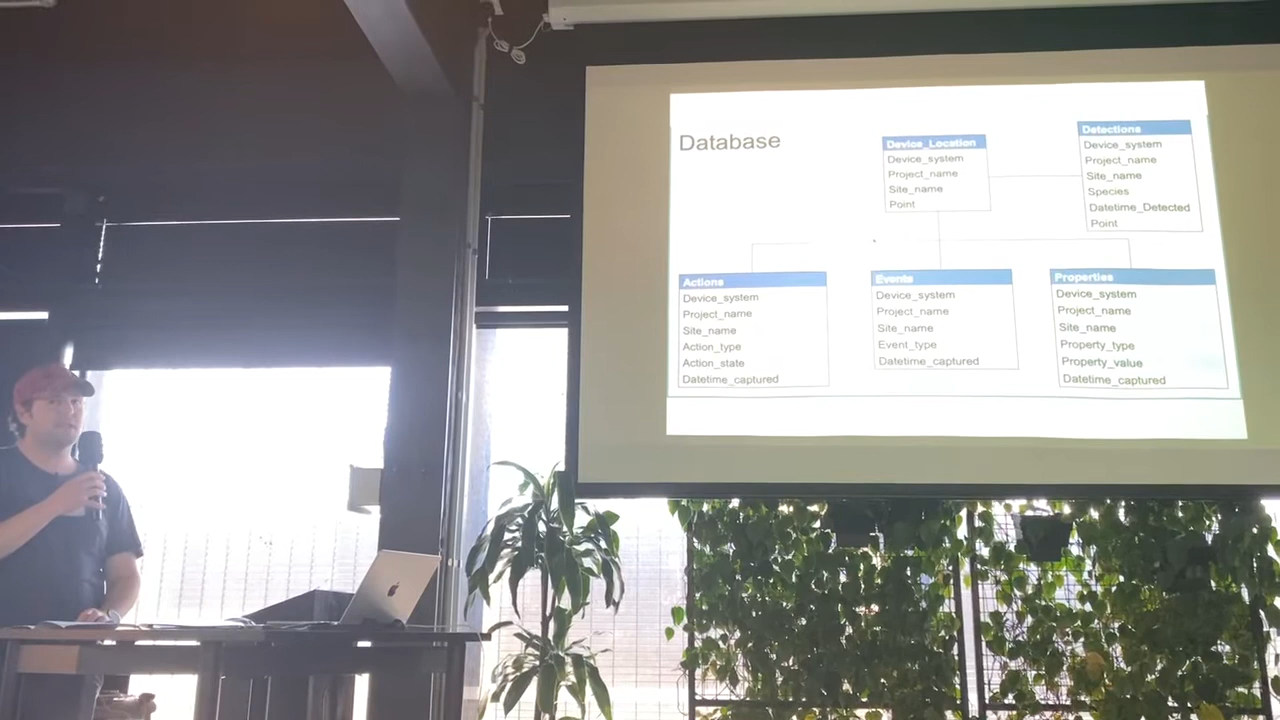 Database
Device_Location
Device_system
Project_name
Site_name
Point
Detections
Device_system
Project_name
Site_name
Species
Datetime_Detected
Point
Actions
Device_system
Project_name
Site_name
Action_type
Action_state
Datetime_captured
Events
Device_system
Project_name
Site_name
Event_type
Datetime_captured
Properties
Device_system
Project_name
Site_name
Property_type
Property_value
Datetime_captured